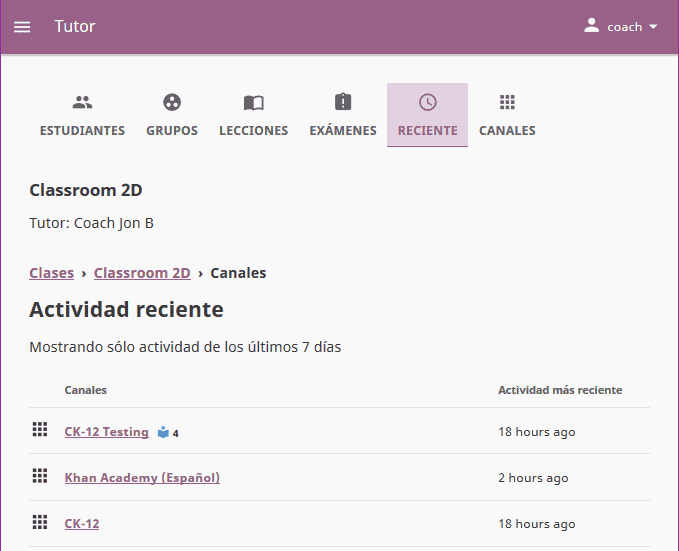 Tutor
coach
ESTUDIANTES GRUPOS LECCIONES EXÁMENES RECIENTE CANALES
Classroom 2D
Tutor: Coach Jon B
Clases › Classroom 2D › Canales
Actividad reciente
Mostrando sólo actividad de los últimos 7 días
Canales Actividad más reciente
CK-12 Testing 4 18 hours ago
Khan Academy (Español) 2 hours ago
CK-12 18 hours ago